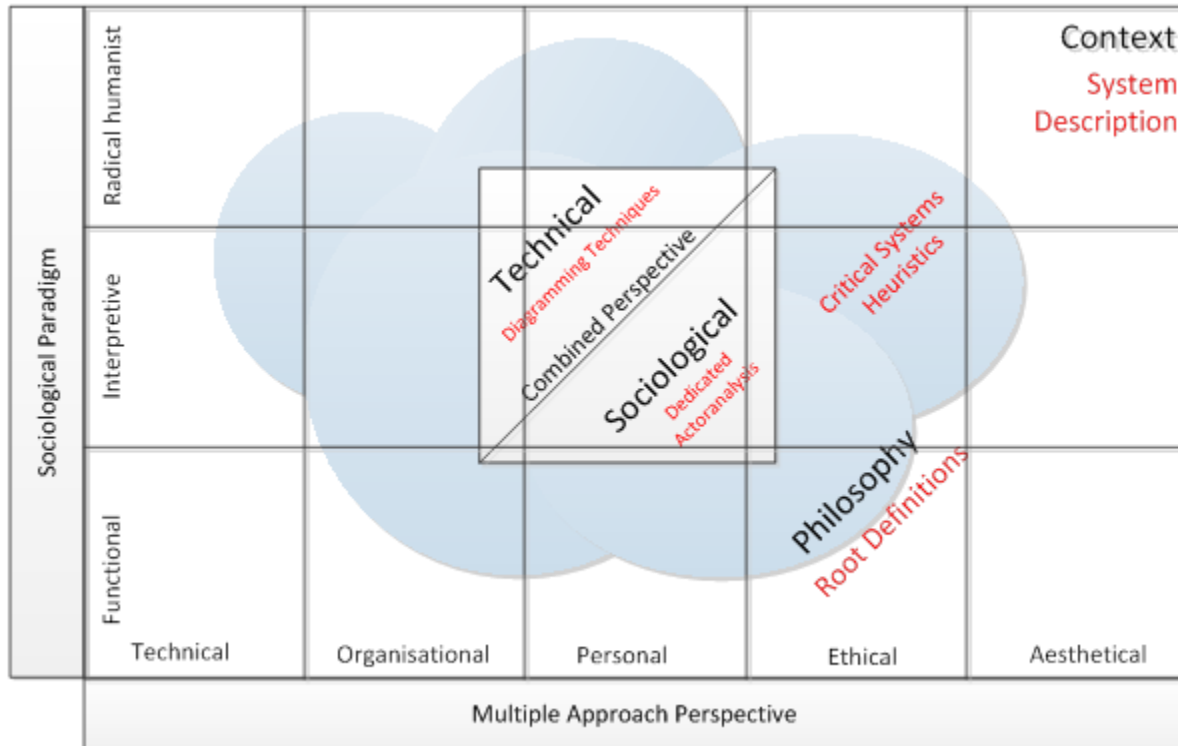 Context
System
Description
Sociological Paradigm
Radical humanist
Interpretive
Functional
Technical
Diagramming Techniques
Combined Perspective
Sociological
Dedicated
Actoranalysis
Critical Systems
Heuristics
Philosophy
Root Definitions
Technical
Organisational
Personal
Ethical
Aesthetical
Multiple Approach Perspective